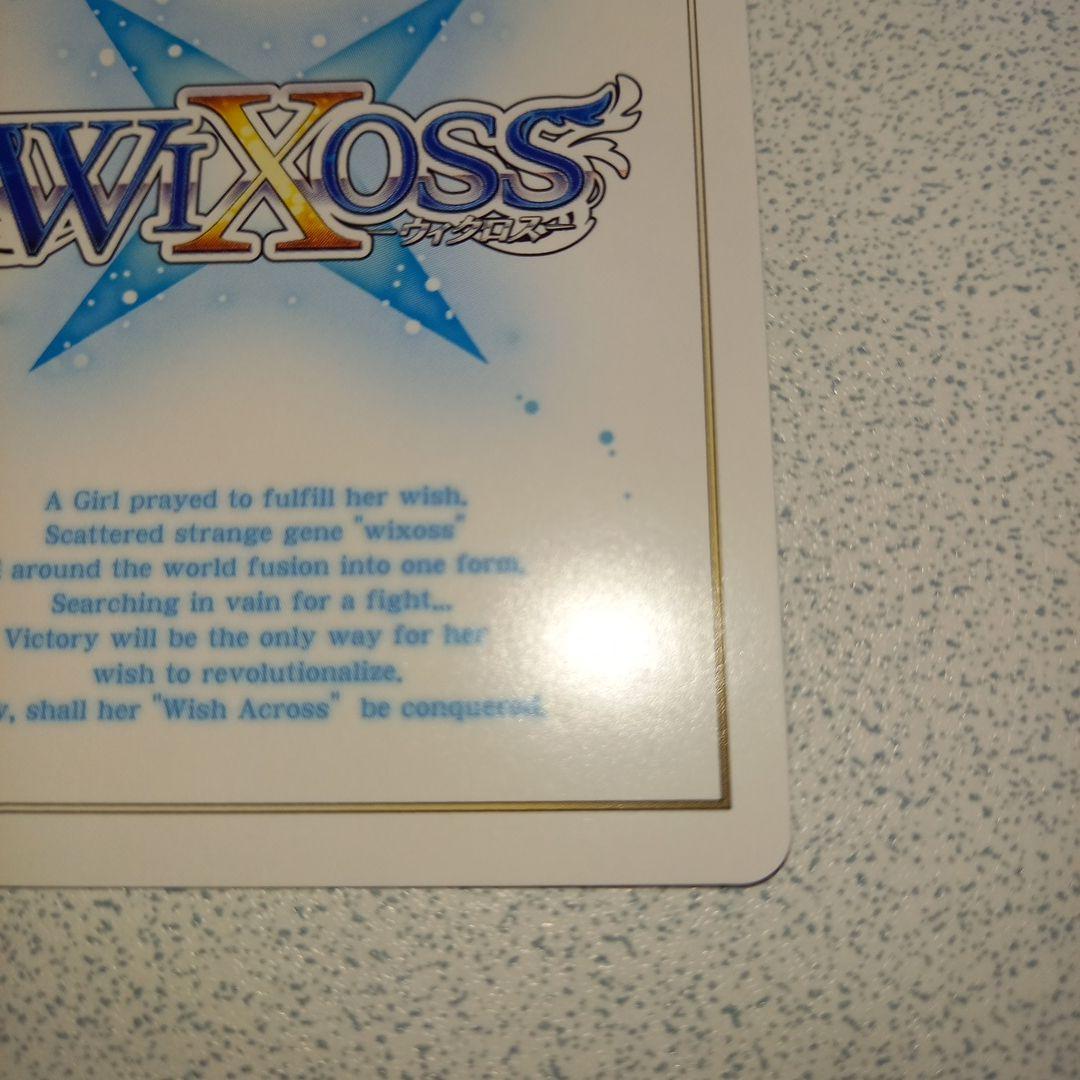 WIXOSS
ーウィクロスー
A Girl prayed to fulfill her wish.
Scattered strange gene "wixoss"
around the world fusion into one form.
Searching in vain for a fight...
Victory will be the only way for her
wish to revolutionalize.
shall her "Wish Across" be conquered.